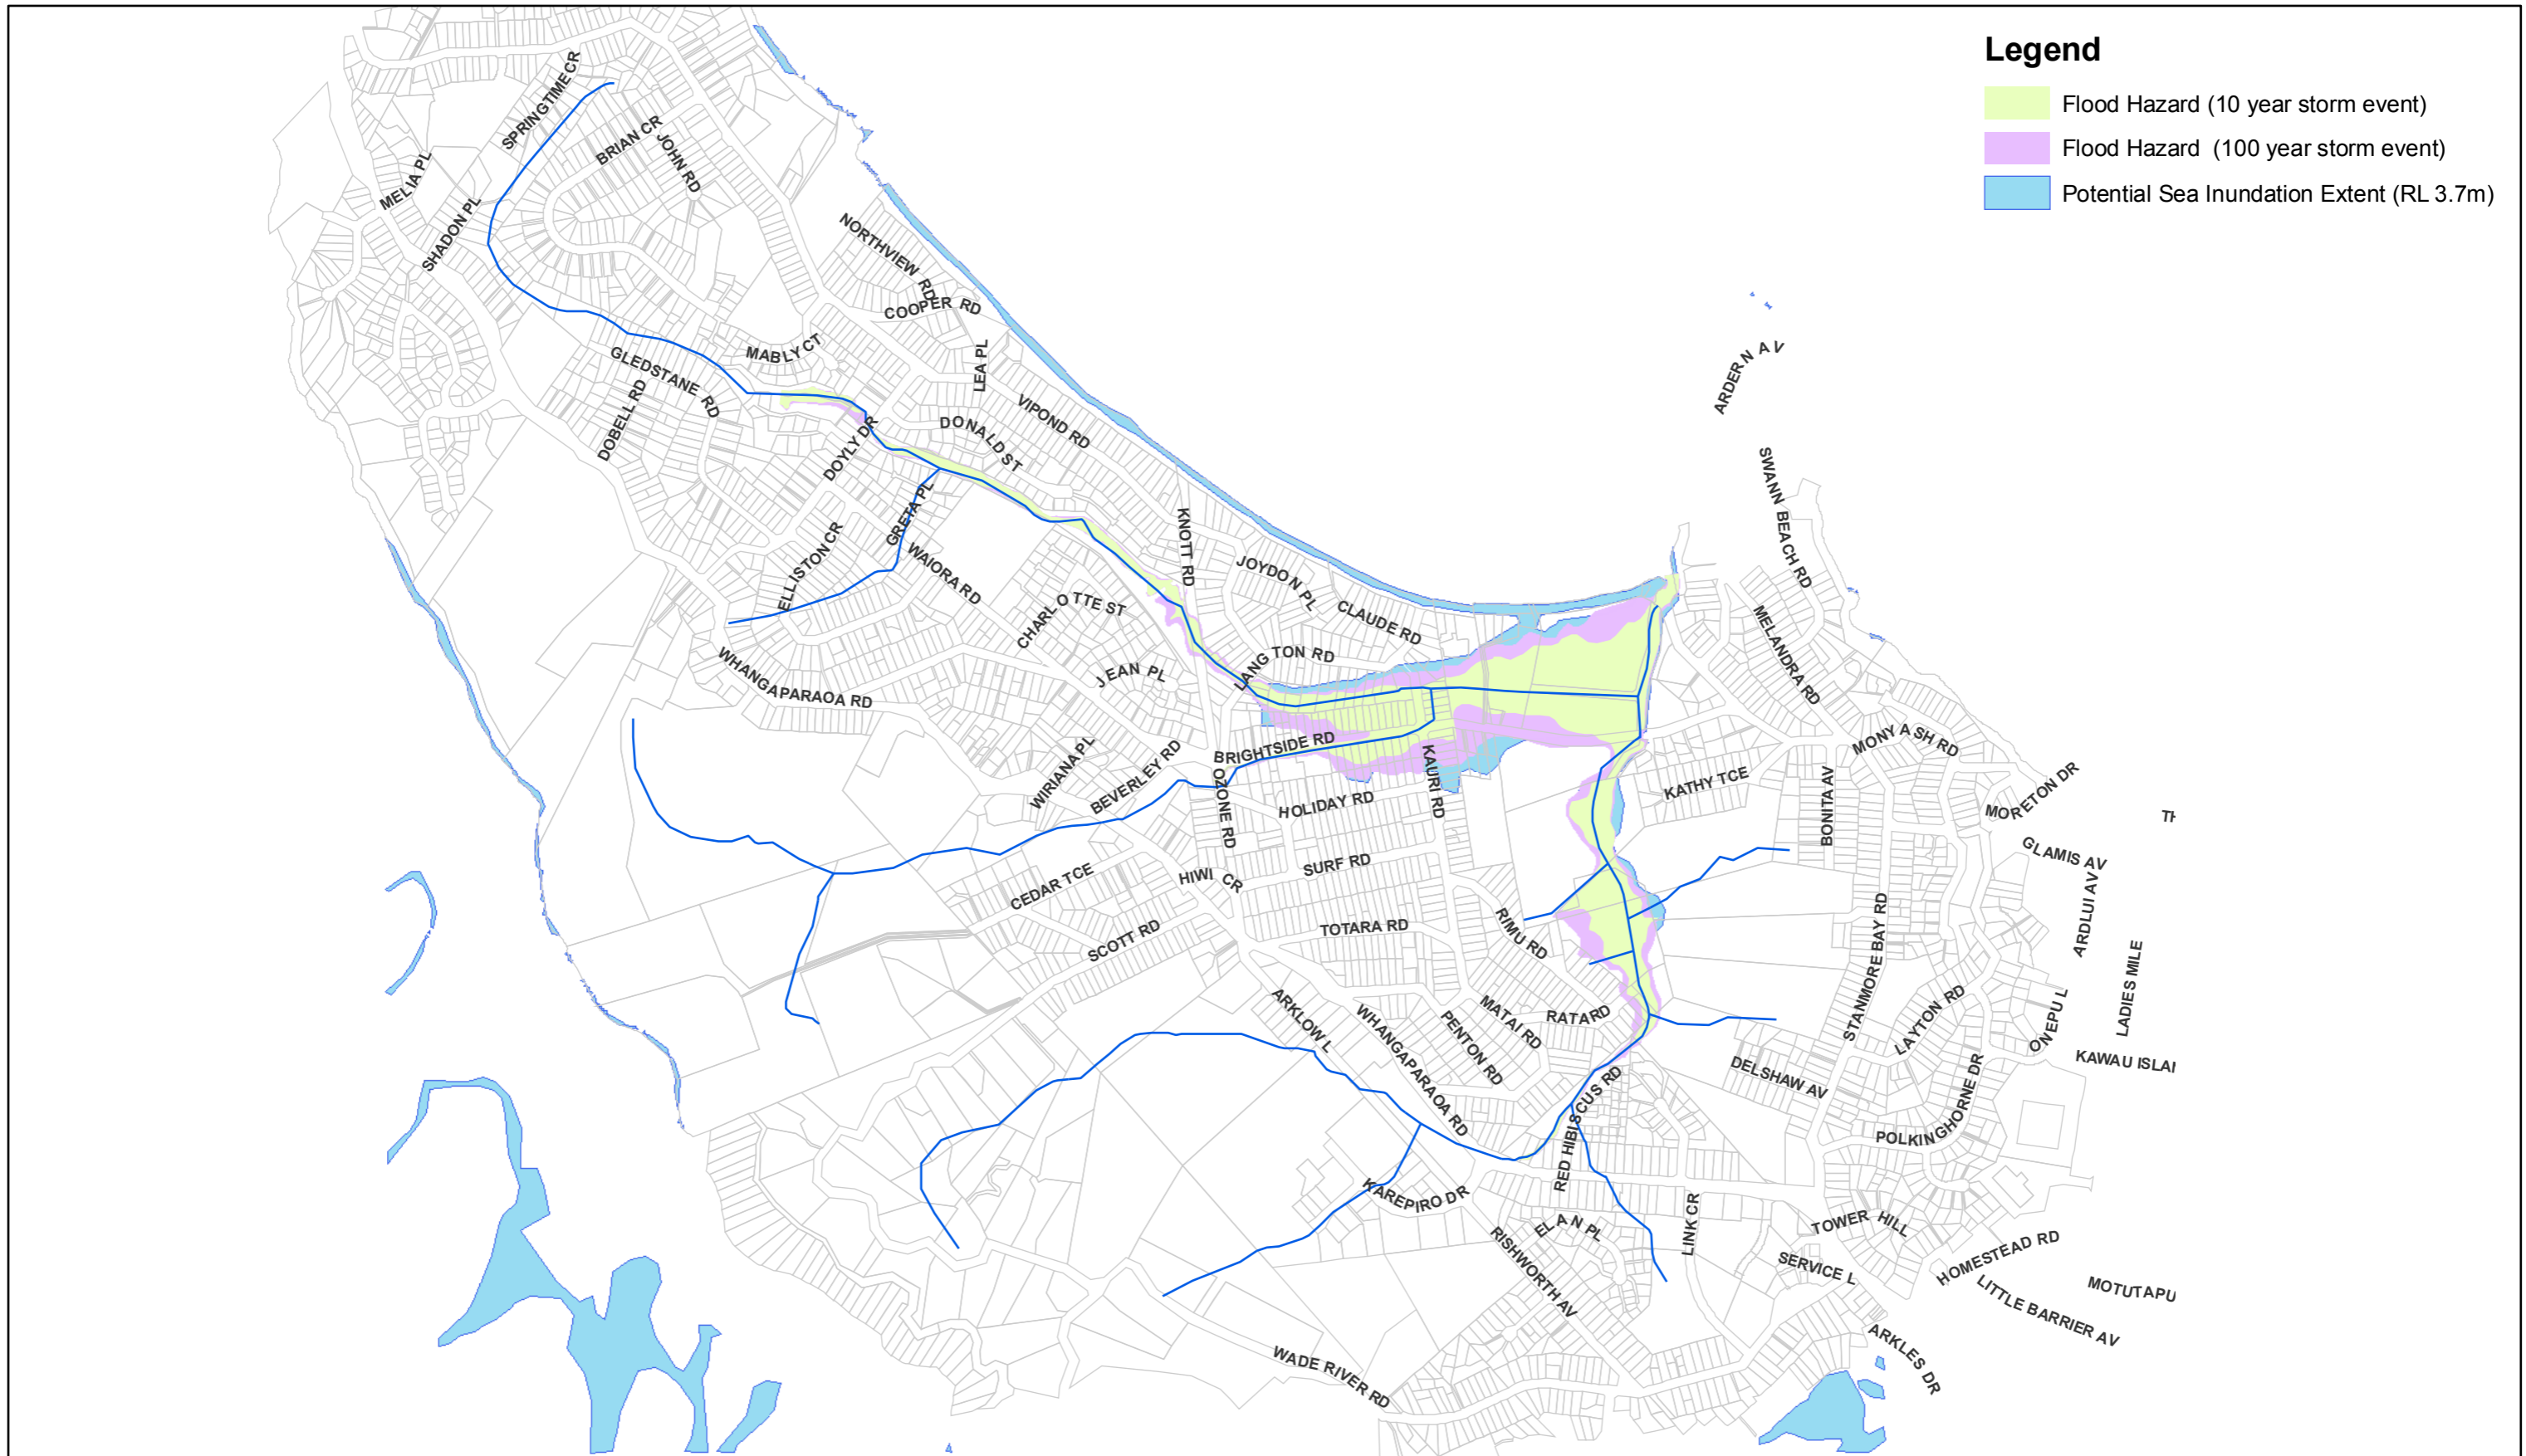 Legend
Flood Hazard (10 year storm event)
Flood Hazard (100 year storm event)
Potential Sea Inundation Extent (RL 3.7m)
SPRINGTIME CR
BRIAN CR
JOHN RD
MELIA PL
SHADON PL
NORTHVIEW RD
COOPER RD
MABLY CT
LEA PL
GLEDSTANE RD
DOBELL RD
VIPOND RD
DONALD ST
DOYLY DR
ARDERN AV
SWANN BEACH RD
GRETA PL
KNOTT RD
ELLISTON CR
WAIORA RD
JOYDON PL
CHARLOTTE ST
CLAUDE RD
MELANDRA RD
LANGTON RD
JEAN PL
WHANGAPARAOA RD
BRIGHTSIDE RD
MONYASH RD
WIRIANA PL
BEVERLEY RD
OZONE RD
KAURI RD
KATHY TCE
BONITA AV
MORETON DR
HOLIDAY RD
TH
GLAMIS AV
SURF RD
CEDAR TCE
HIWI CR
ARDLUI AV
TOTARA RD
RIMU RD
SCOTT RD
STANMORE BAY RD
LADIES MILE
ARKLOW L
WHANGAPARAOA RD
PENTON RD
MATAI RD
RATA RD
LAYTON RD
ONEPU L
KAWAU ISLAI
DELSHAW AV
RED HIBISCUS RD
POLKINGHORNE DR
KAREPIRO DR
ELAN PL
LINK CR
TOWER HILL
RISHWORTH AV
SERVICE L
HOMESTEAD RD
LITTLE BARRIER AV
MOTUTAPU
ARKLES DR
WADE RIVER RD